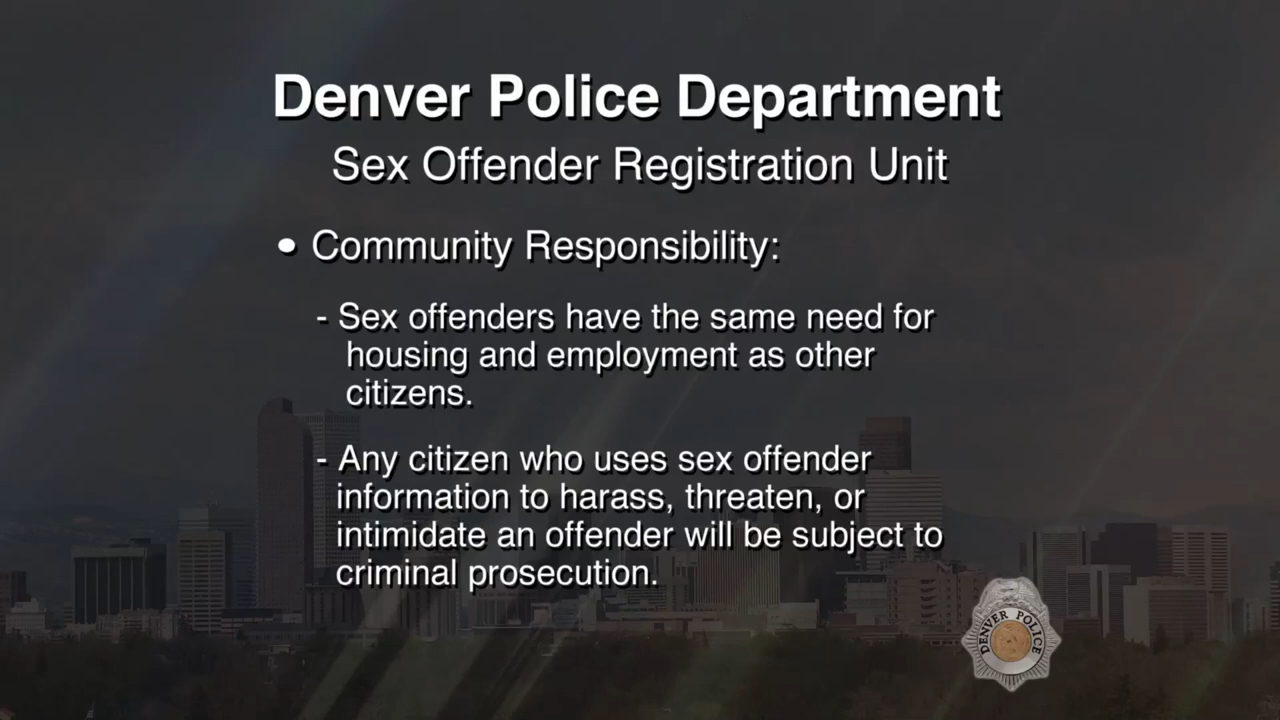 Denver Police Department
Sex Offender Registration Unit
• Community Responsibility:
- Sex offenders have the same need for
housing and employment as other
citizens.
- Any citizen who uses sex offender
information to harass, threaten, or
intimidate an offender will be subject to
criminal prosecution.
DENVER POLICE